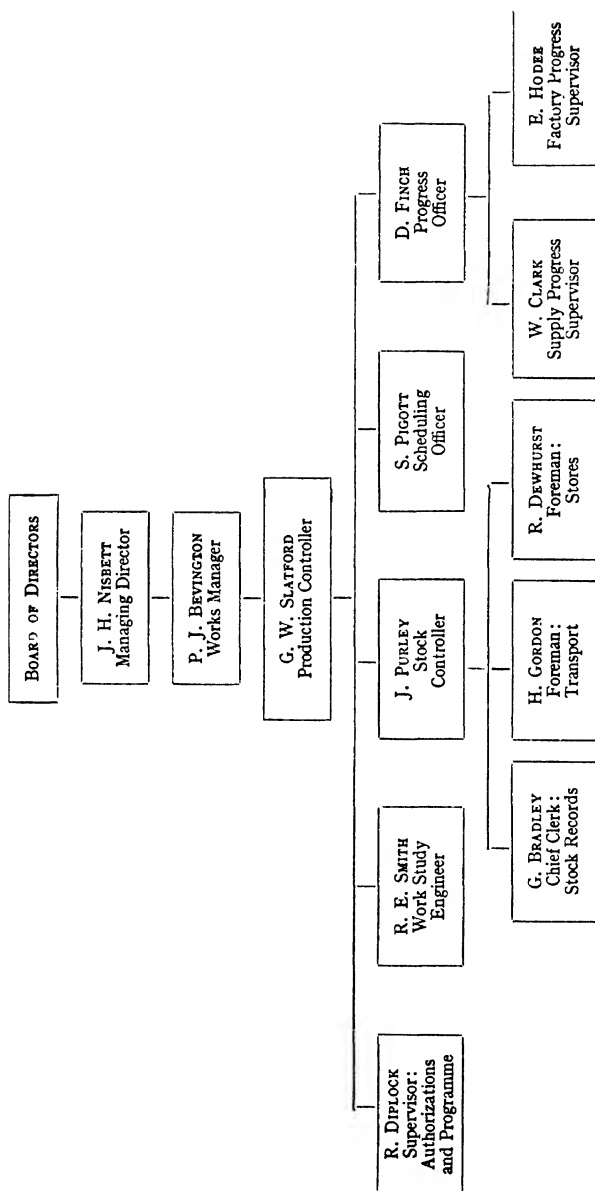 BOARD OF DIRECTORS
J. H. NISBETT
Managing Director
P. J. BEVINGTON
Works Manager
G. W. SLATFORD
Production Controller
R. DIPLOCK
Supervisor:
Authorizations
and Programme
R. E. SMITH
Work Study
Engineer
J. PURLEY
Stock
Controller
S. PIGOTT
Scheduling
Officer
D. FINCH
Progress
Officer
G. BRADLEY
Chief Clerk:
Stock Records
H. GORDON
Foreman:
Transport
R. DEWHURST
Foreman:
Stores
W. CLARK
Supply Progress
Supervisor
E. HODEE
Factory Progress
Supervisor